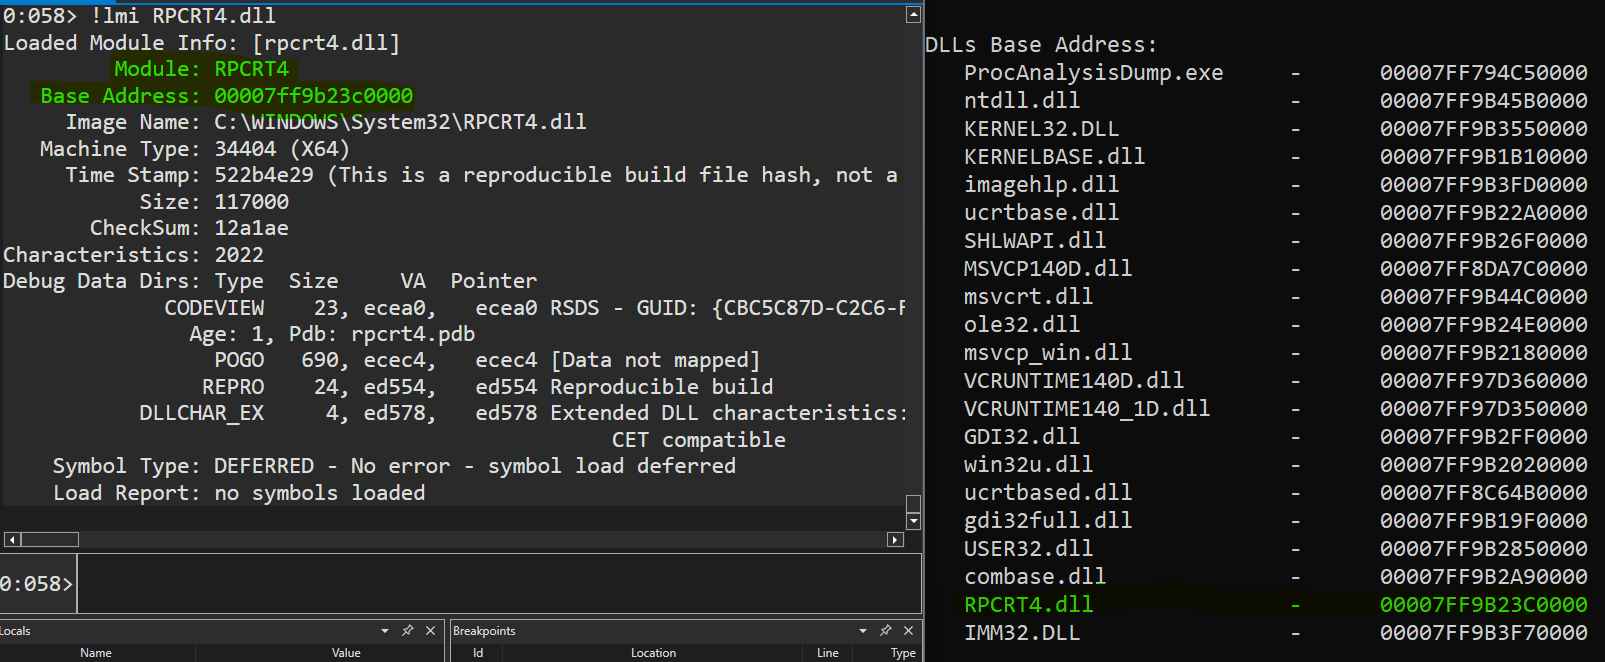 0:058> !lmi RPCRT4.dll
Loaded Module Info: [rpcrt4.dll]
Module: RPCRT4
Base Address: 00007ff9b23c0000
Image Name: C:\WINDOWS\System32\RPCRT4.dll
Machine Type: 34404 (X64)
Time Stamp: 522b4e29 (This is a reproducible build file hash, not a
Size: 117000
CheckSum: 12a1ae
Characteristics: 2022
Debug Data Dirs: Type Size VA Pointer
CODEVIEW 23, ecea0, ecea0 RSDS - GUID: {CBC5C87D-C2C6-F
Age: 1, Pdb: rpcrt4.pdb
POGO 690, ecec4, ecec4 [Data not mapped]
REPRO 24, ed554, ed554 Reproducible build
DLLCHAR_EX 4, ed578, ed578 Extended DLL characteristics:
CET compatible
Symbol Type: DEFERRED - No error - symbol load deferred
Load Report: no symbols loaded
0:058>
Locals
Name Value
Breakpoints
Id Location Line Type
DLLs Base Address:
ProcAnalysisDump.exe - 00007FF794C50000
ntdll.dll - 00007FF9B45B0000
KERNEL32.DLL - 00007FF9B3550000
KERNELBASE.dll - 00007FF9B1B10000
imagehlp.dll - 00007FF9B3FD0000
ucrtbase.dll - 00007FF9B22A0000
SHLWAPI.dll - 00007FF9B26F0000
MSVCP140D.dll - 00007FF8DA7C0000
msvcrt.dll - 00007FF9B44C0000
ole32.dll - 00007FF9B24E0000
msvcp_win.dll - 00007FF9B2180000
VCRUNTIME140D.dll - 00007FF97D360000
VCRUNTIME140_1D.dll - 00007FF97D350000
GDI32.dll - 00007FF9B2FF0000
win32u.dll - 00007FF9B2020000
ucrtbased.dll - 00007FF8C64B0000
gdi32full.dll - 00007FF9B19F0000
USER32.dll - 00007FF9B2850000
combase.dll - 00007FF9B2A90000
RPCRT4.dll - 00007FF9B23C0000
IMM32.DLL - 00007FF9B3F70000